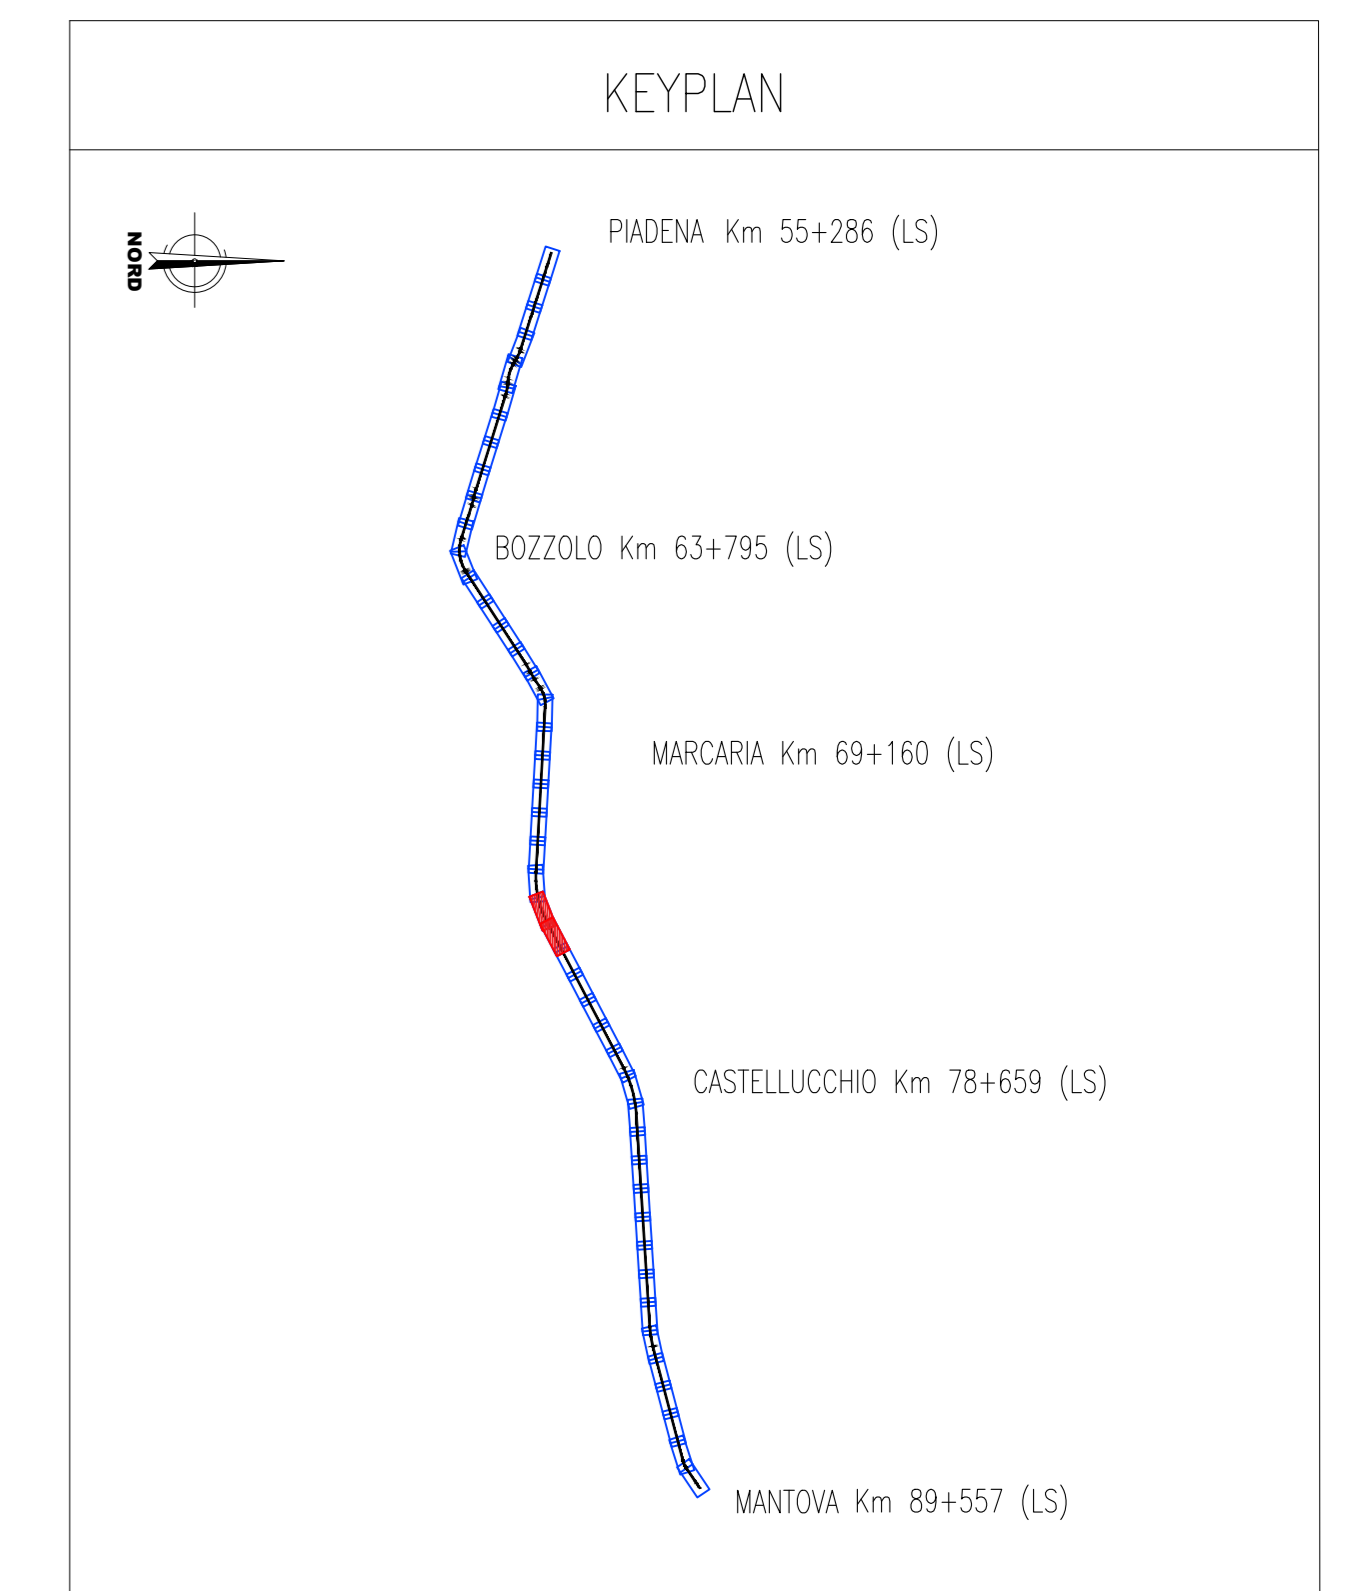 KEYPLAN
NORD
PIADENA Km 55+286 (LS)
BOZZOLO Km 63+795 (LS)
MARCARIA Km 69+160 (LS)
CASTELLUCCHIO Km 78+659 (LS)
MANTOVA Km 89+557 (LS)